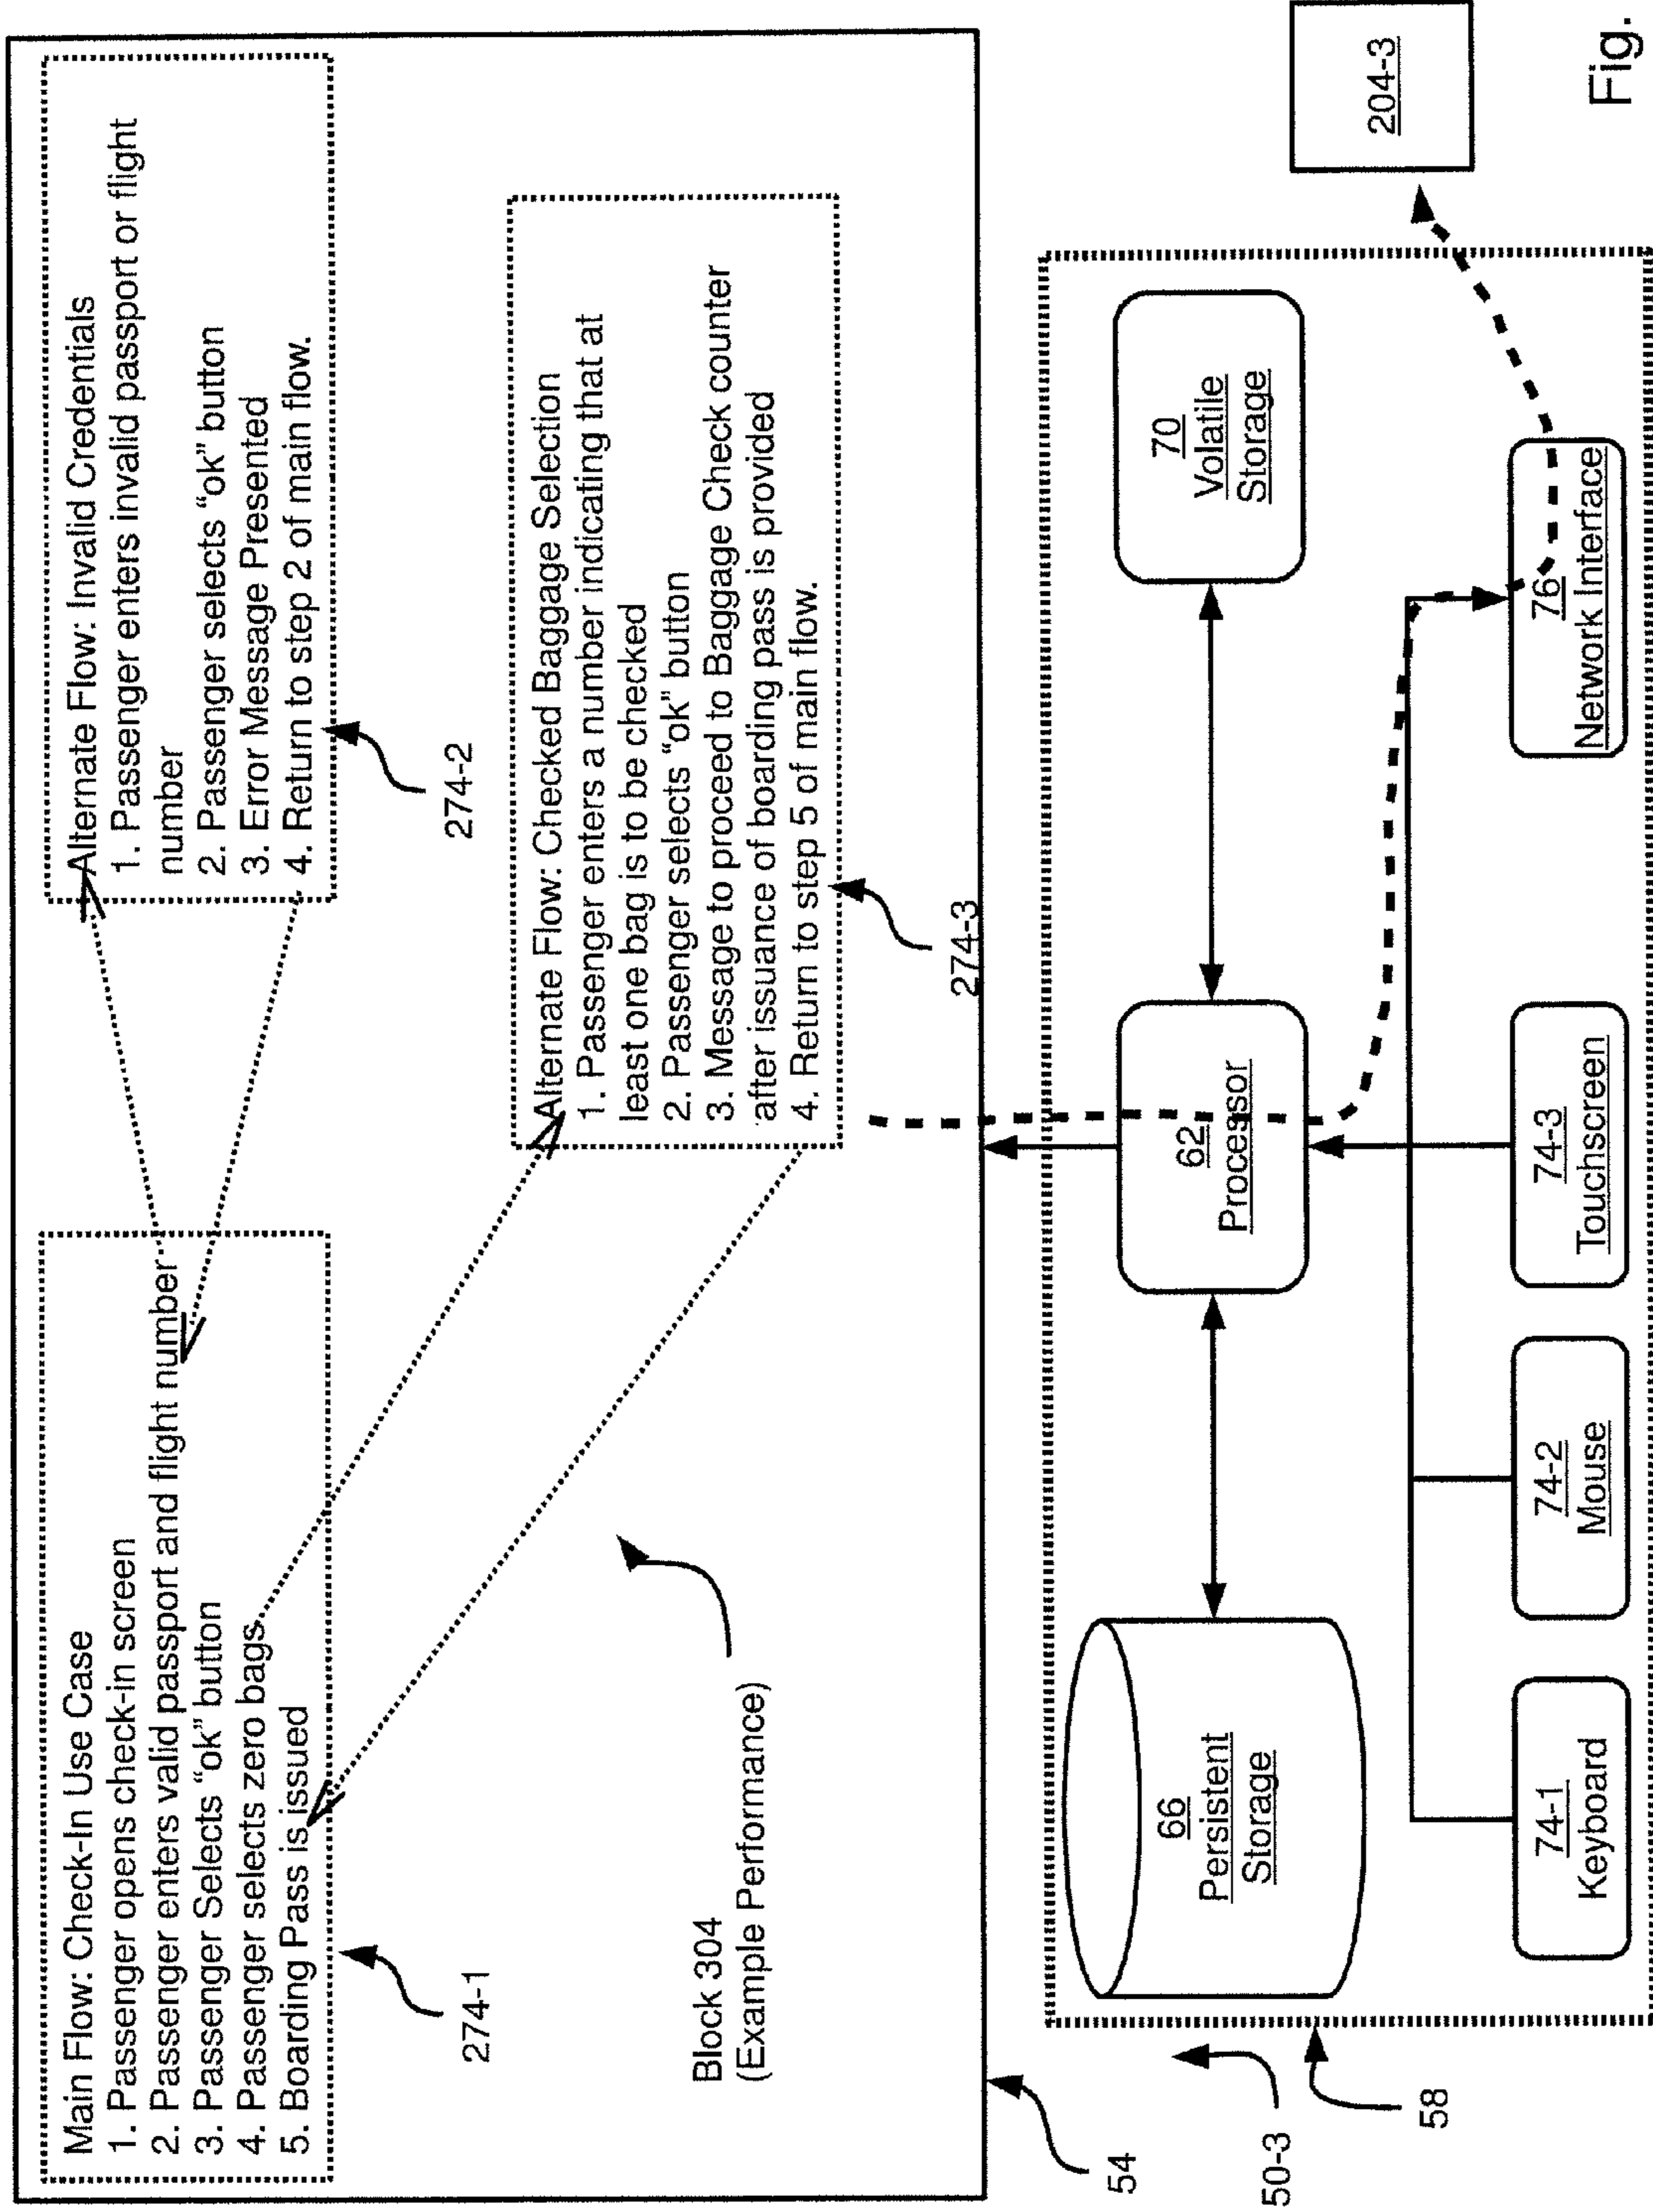 Main Flow: Check-In Use Case
1. Passenger opens check-in screen
2. Passenger enters valid passport and flight number
3. Passenger Selects “ok” button
4. Passenger selects zero bags
5. Boarding Pass is issued
274-1
Alternate Flow: Invalid Credentials
1. Passenger enters invalid passport or flight
number
2. Passenger selects “ok” button
3. Error Message Presented
4. Return to step 2 of main flow.
274-2
Alternate Flow: Checked Baggage Selection
1. Passenger enters a number indicating that at
least one bag is to be checked
2. Passenger selects “ok” button
3. Message to proceed to Baggage Check counter
after issuance of boarding pass is provided
4. Return to step 5 of main flow.
274-3
Block 304
(Example Performance)
54
50-3
58
66
Persistent
Storage
62
Processor
70
Volatile
Storage
74-1
Keyboard
74-2
Mouse
74-3
Touchscreen
76
Network Interface
204-3
Fig.